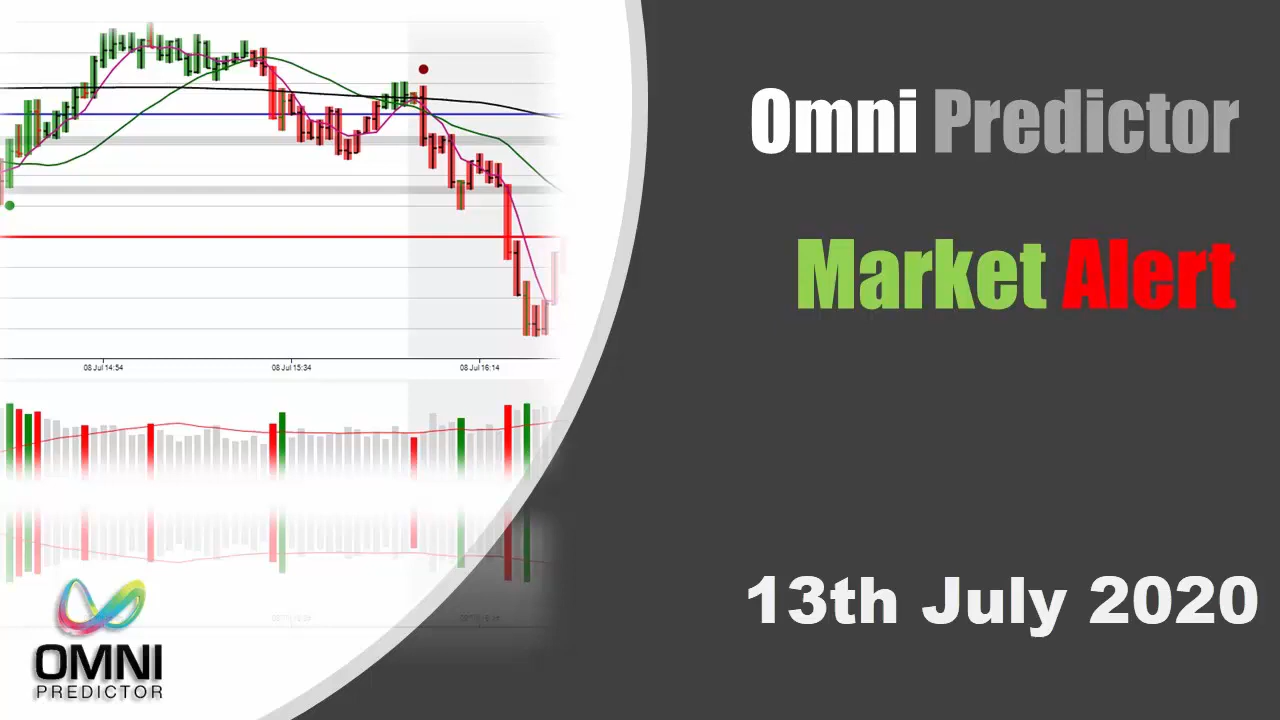 Omni Predictor
Market Alert
08 Jul 14:54
08 Jul 15:34
08 Jul 16:14
13th July 2020
OMNI
PREDICTOR